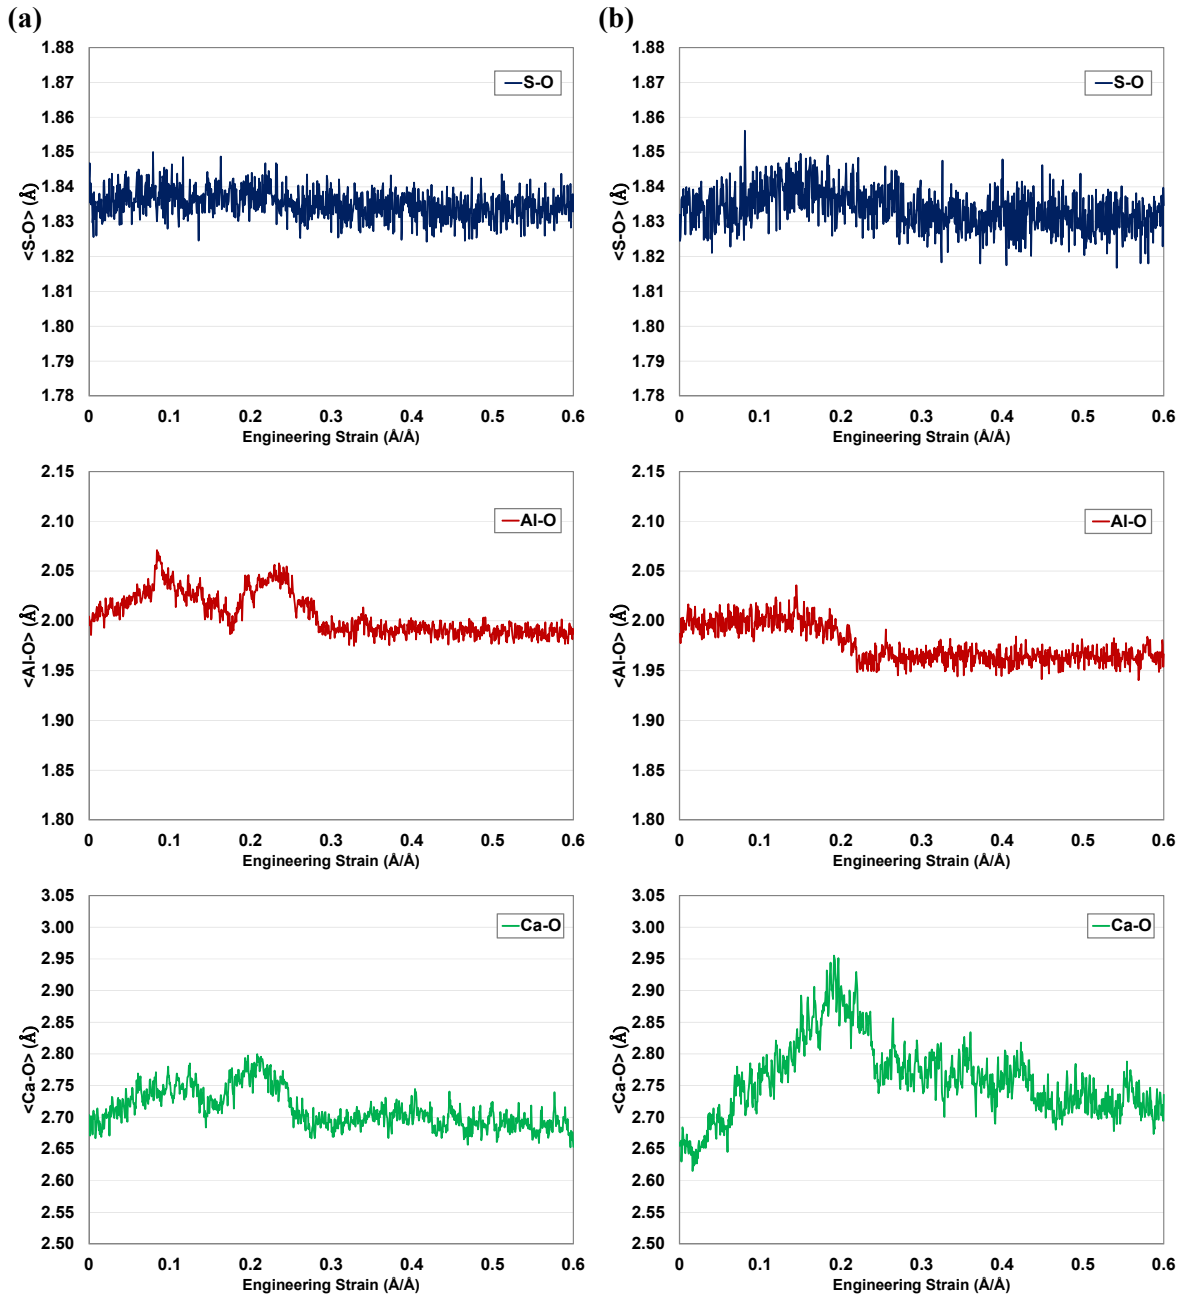 (a)
1.88
1.87
1.86
1.85
1.84
1.83
1.82
1.81
1.80
1.79
1.78
<S-O> (Å)
S-O
0 0.1 0.2 0.3 0.4 0.5 0.6
Engineering Strain (Å/Å)
(b)
1.88
1.87
1.86
1.85
1.84
1.83
1.82
1.81
1.80
1.79
1.78
<S-O> (Å)
S-O
0 0.1 0.2 0.3 0.4 0.5 0.6
Engineering Strain (Å/Å)
2.15
2.10
2.05
2.00
1.95
1.90
1.85
1.80
<Al-O> (Å)
Al-O
0 0.1 0.2 0.3 0.4 0.5 0.6
Engineering Strain (Å/Å)
2.15
2.10
2.05
2.00
1.95
1.90
1.85
1.80
<Al-O> (Å)
Al-O
0 0.1 0.2 0.3 0.4 0.5 0.6
Engineering Strain (Å/Å)
3.05
3.00
2.95
2.90
2.85
2.80
2.75
2.70
2.65
2.60
2.55
2.50
<Ca-O> (Å)
Ca-O
0 0.1 0.2 0.3 0.4 0.5 0.6
Engineering Strain (Å/Å)
3.05
3.00
2.95
2.90
2.85
2.80
2.75
2.70
2.65
2.60
2.55
2.50
<Ca-O> (Å)
Ca-O
0 0.1 0.2 0.3 0.4 0.5 0.6
Engineering Strain (Å/Å)